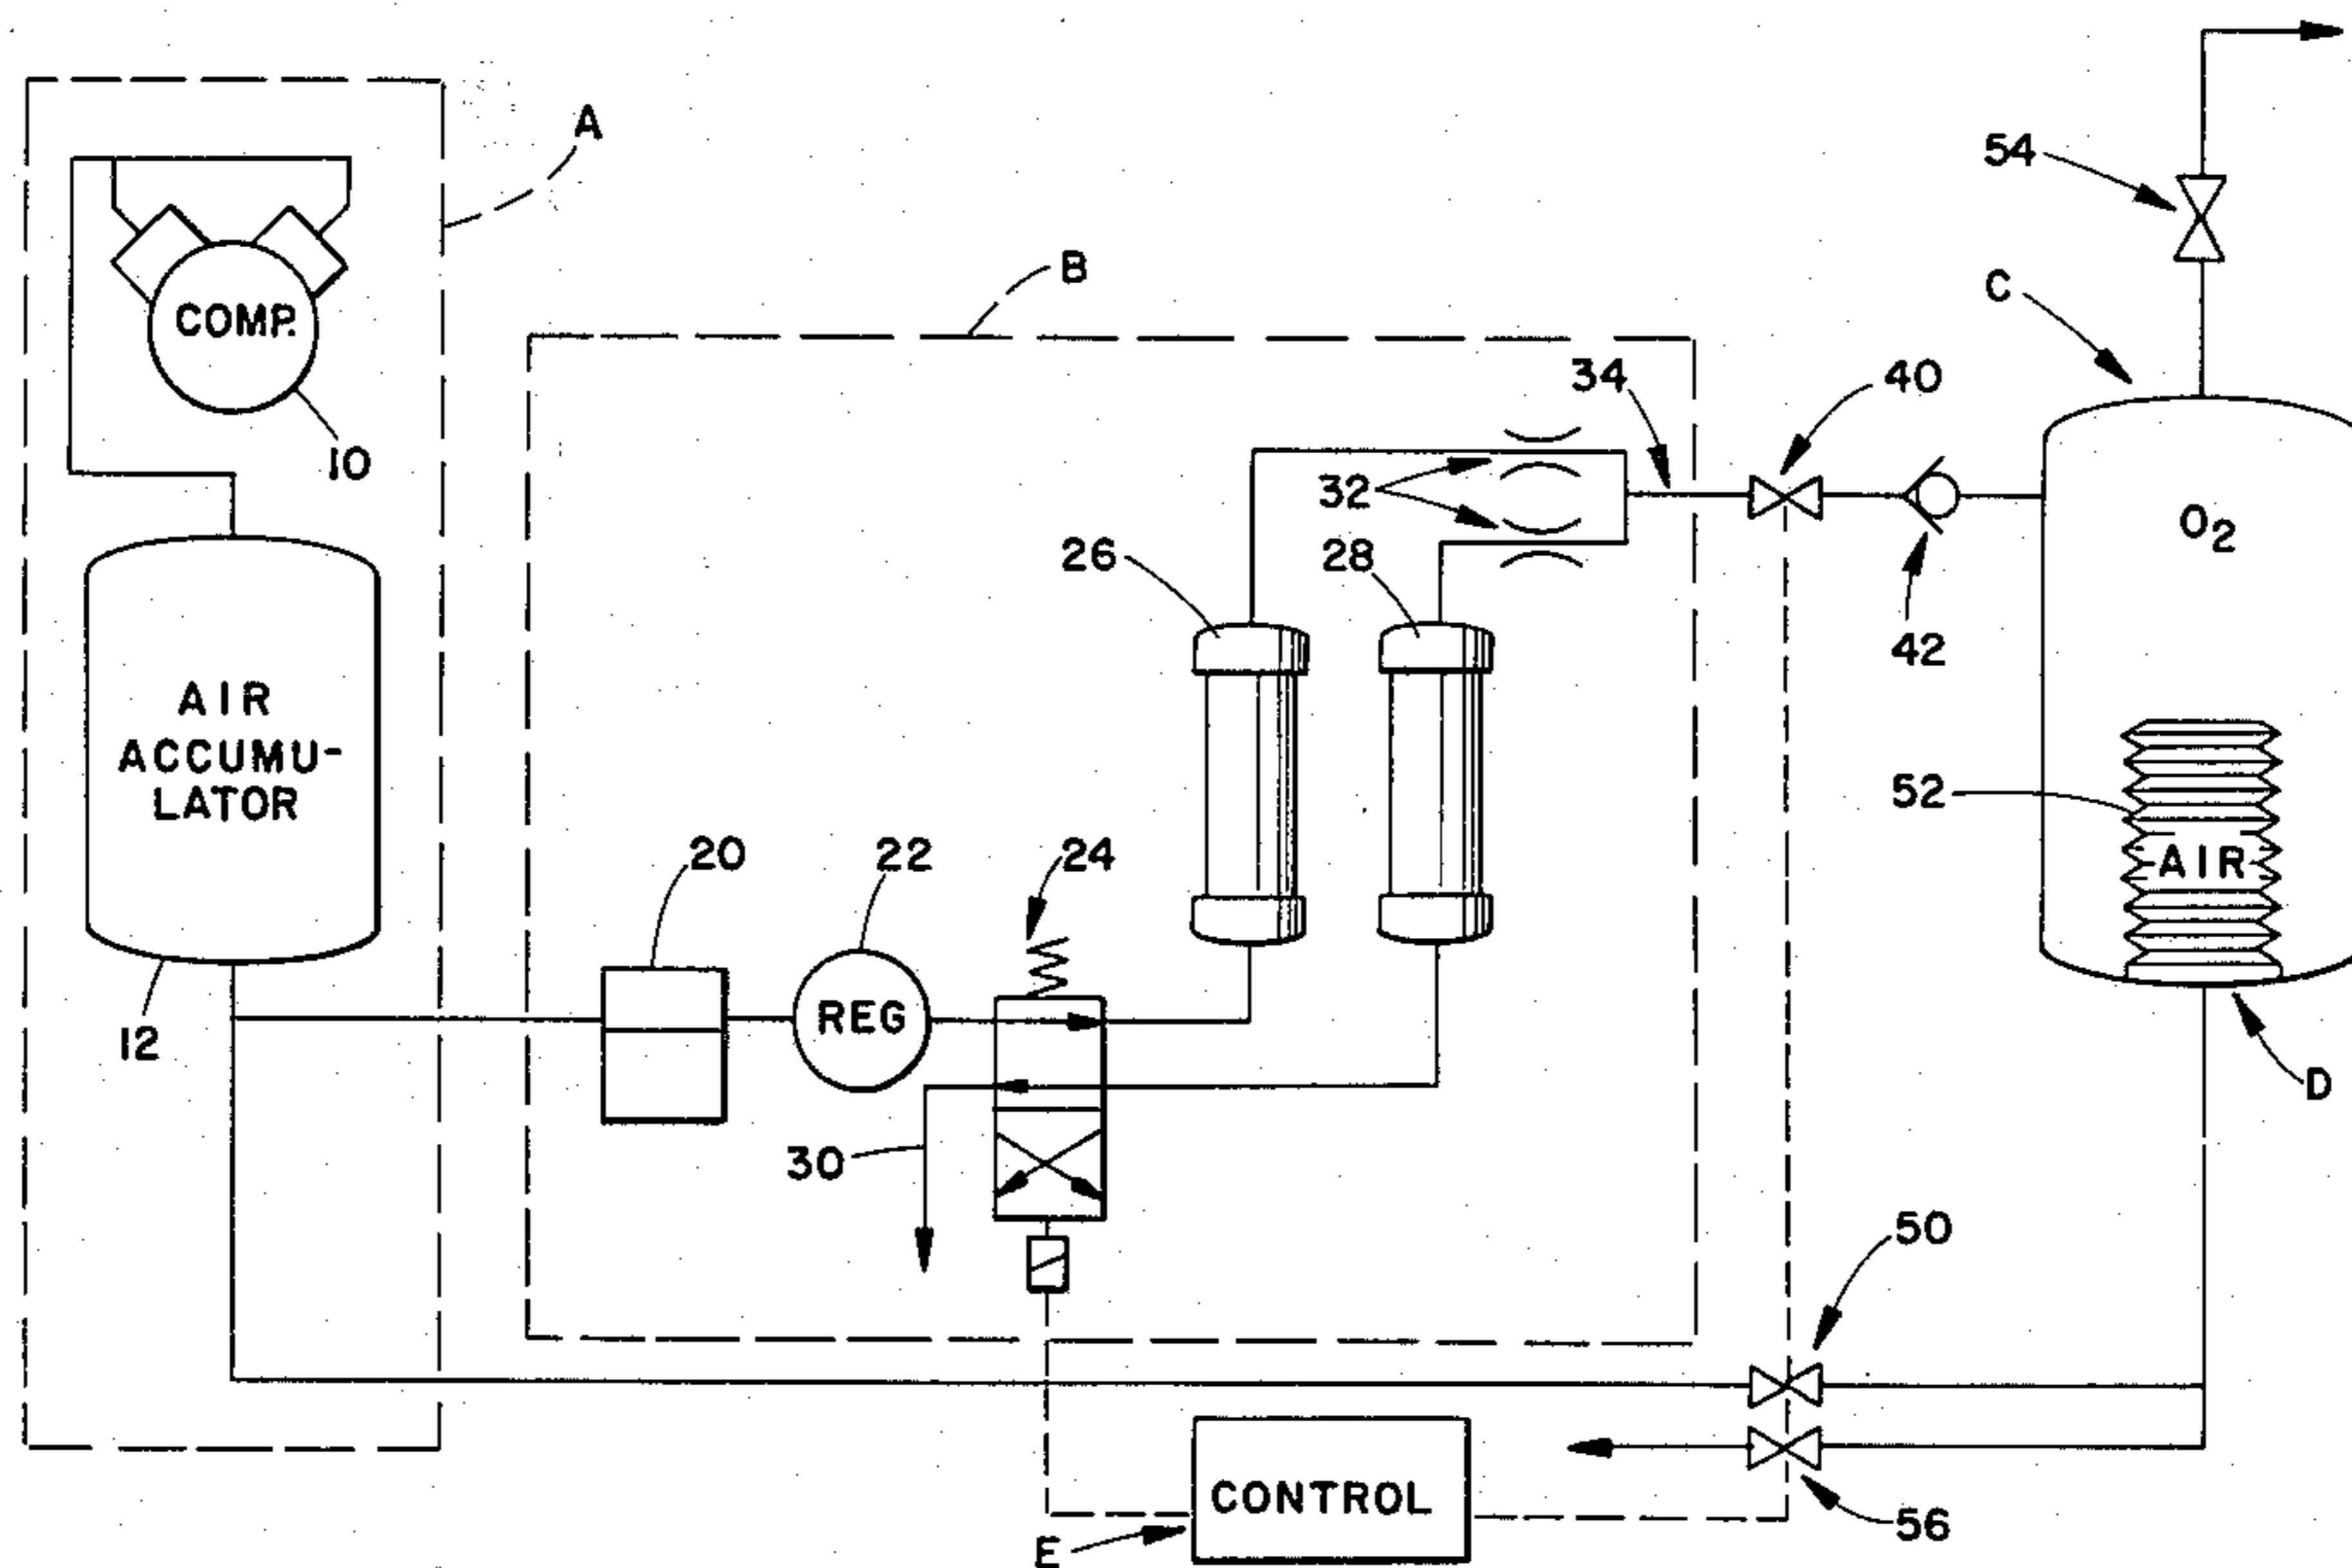 A
COMP.
10
AIR
ACCUMU-
LATOR
12
B
20
22
REG
24
26
28
30
32
34
40
42
C
54
O2
52
AIR
D
50
56
CONTROL
E